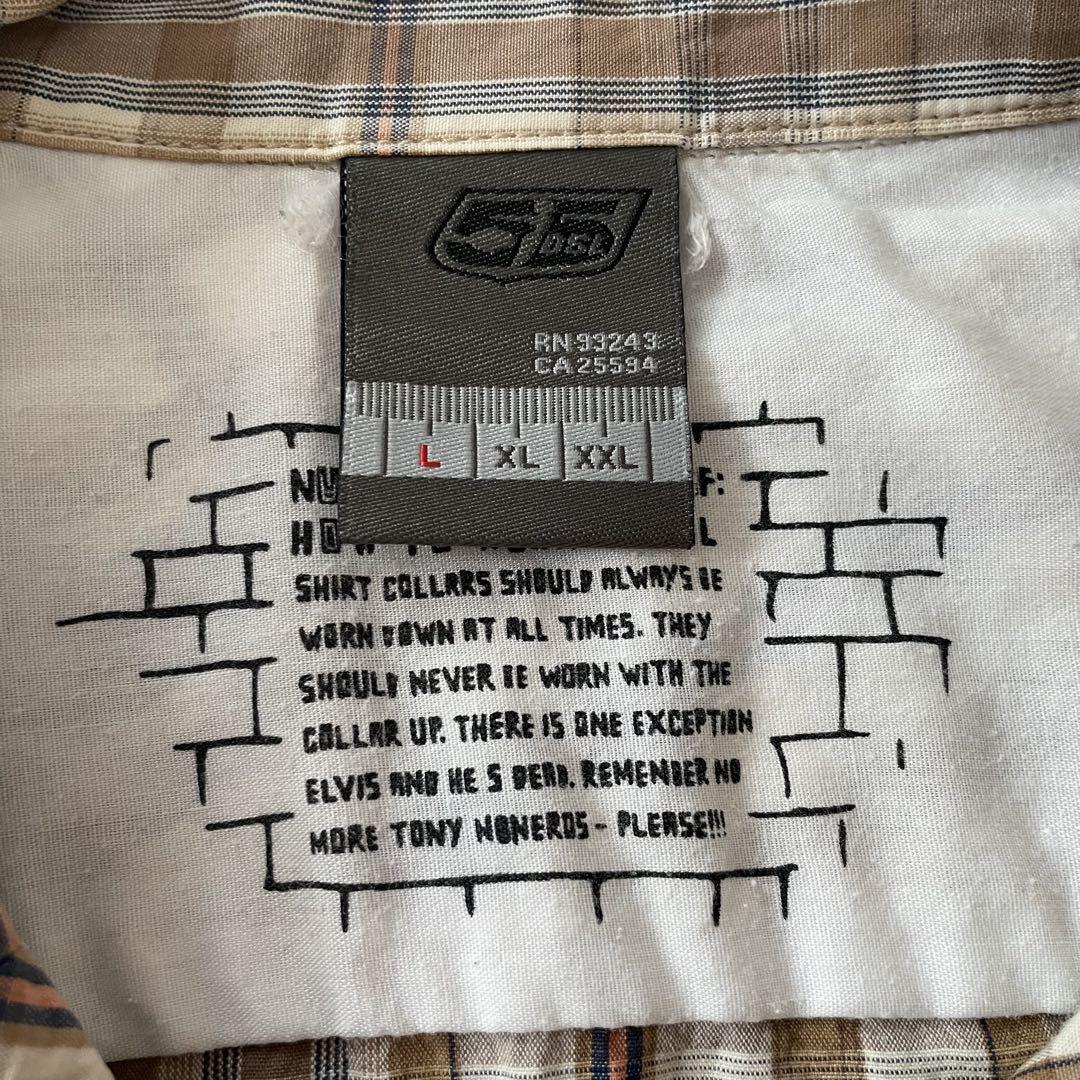 55
DSL
RN 93243
CA 25594
L XL XXL
F:
SHIRT COLLARS SHOULD ALWAYS BE
WORN DOWN AT ALL TIMES. THEY
SHOULD NEVER BE WORN WITH THE
COLLAR UP. THERE IS ONE EXCEPTION
ELVIS AND HE S DEAD. REMEMBER NO
MORE TONY NONEROS - PLEASE!!!